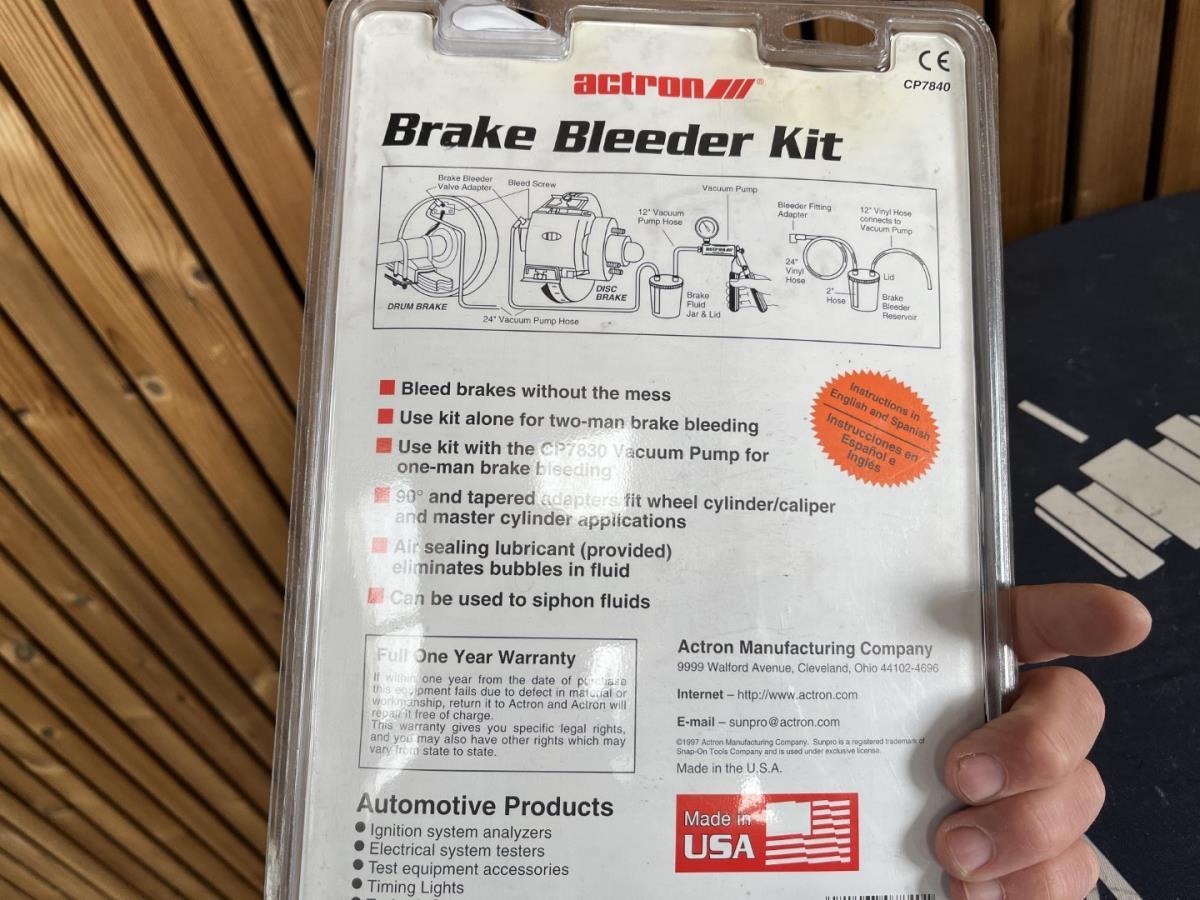 CE
CP7840
actron®
Brake Bleeder Kit
Brake Bleeder
Valve Adapter
Bleed Screw
Vacuum Pump
12" Vacuum
Pump Hose
ACTRON
Bleeder Fitting
Adapter
12" Vinyl Hose
connects to
Vacuum Pump
24"
Vinyl
Hose
2"
Hose
Lid
Brake
Bleeder
Reservoir
DISC
BRAKE
Brake
Fluid
Jar & Lid
DRUM BRAKE
24" Vacuum Pump Hose
Bleed brakes without the mess
Use kit alone for two-man brake bleeding
Use kit with the CP7830 Vacuum Pump for
one-man brake bleeding
90° and tapered adapters fit wheel cylinder/caliper
and master cylinder applications
Air sealing lubricant (provided)
eliminates bubbles in fluid
Can be used to siphon fluids
Instructions in
English and Spanish
Instrucciones en
Español e
Inglés
Full One Year Warranty
If within one year from the date of purchase
this equipment fails due to defect in material or
workmanship, return it to Actron and Actron will
repair it free of charge.
This warranty gives you specific legal rights,
and you may also have other rights which may
vary from state to state.
Actron Manufacturing Company
9999 Walford Avenue, Cleveland, Ohio 44102-4696
Internet – http://www.actron.com
E-mail – sunpro@actron.com
©1997 Actron Manufacturing Company. Sunpro is a registered trademark of
Snap-On Tools Company and is used under exclusive license.
Made in the U.S.A.
Made in
USA
Automotive Products
● Ignition system analyzers
● Electrical system testers
● Test equipment accessories
● Timing Lights